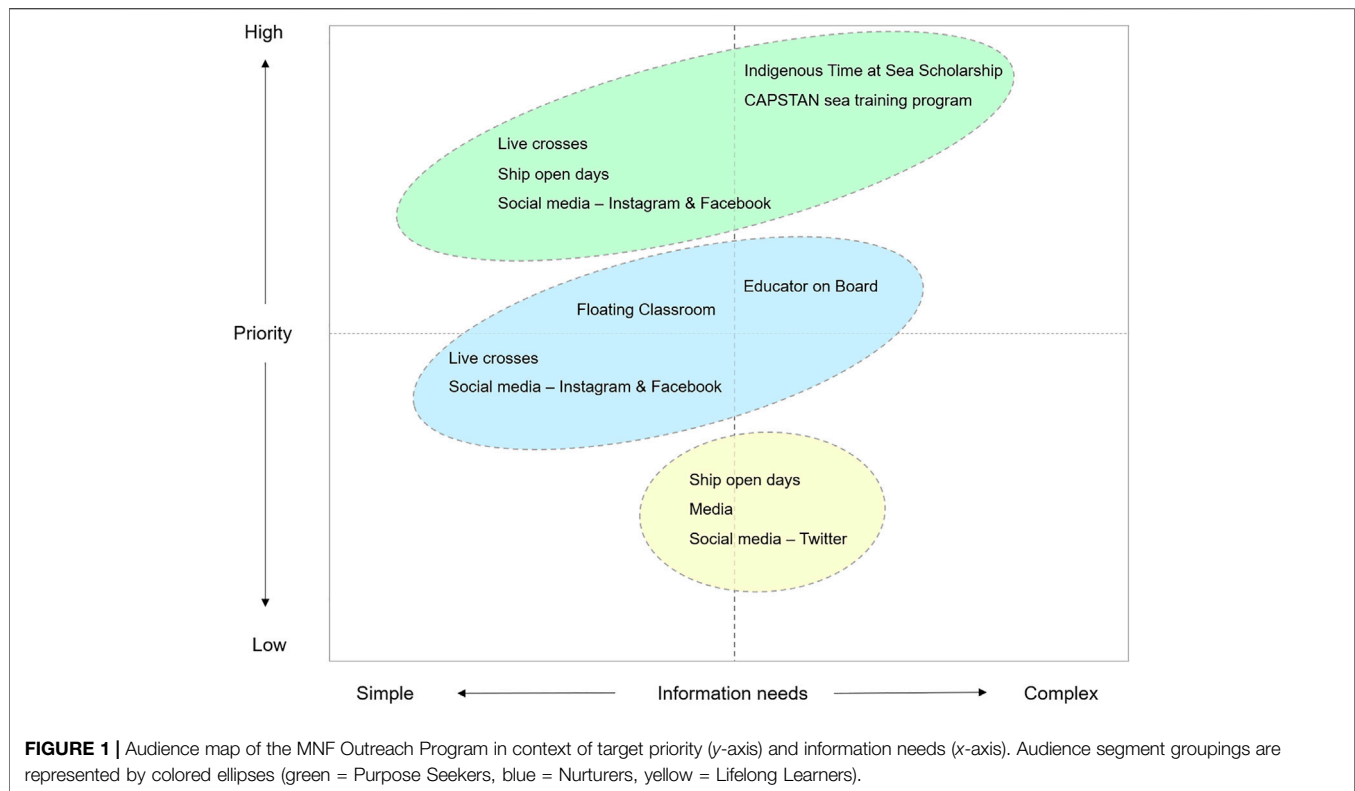 High
Indigenous Time at Sea Scholarship
CAPSTAN sea training program
Live crosses
Ship open days
Social media – Instagram & Facebook
Educator on Board
Floating Classroom
Priority
Live crosses
Social media – Instagram & Facebook
Ship open days
Media
Social media – Twitter
Low
Simple Information needs Complex
FIGURE 1 | Audience map of the MNF Outreach Program in context of target priority (y-axis) and information needs (x-axis). Audience segment groupings are
represented by colored ellipses (green = Purpose Seekers, blue = Nurturers, yellow = Lifelong Learners).